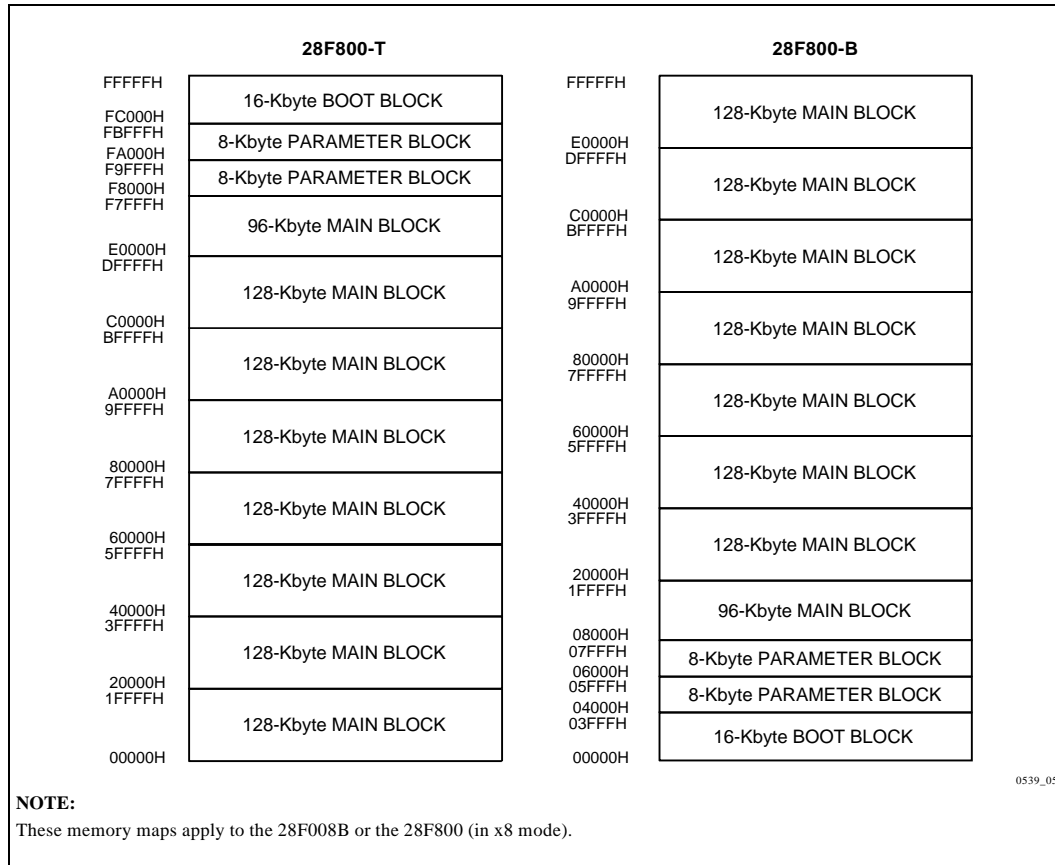 28F800-T
FFFFFH
16-Kbyte BOOT BLOCK
FC000H
FBFFFH
8-Kbyte PARAMETER BLOCK
FA000H
F9FFFH
8-Kbyte PARAMETER BLOCK
F8000H
F7FFFH
96-Kbyte MAIN BLOCK
E0000H
DFFFFH
128-Kbyte MAIN BLOCK
C0000H
BFFFFH
128-Kbyte MAIN BLOCK
A0000H
9FFFFH
128-Kbyte MAIN BLOCK
80000H
7FFFFH
128-Kbyte MAIN BLOCK
60000H
5FFFFH
128-Kbyte MAIN BLOCK
40000H
3FFFFH
128-Kbyte MAIN BLOCK
20000H
1FFFFH
128-Kbyte MAIN BLOCK
00000H
28F800-B
FFFFFH
128-Kbyte MAIN BLOCK
E0000H
DFFFFH
128-Kbyte MAIN BLOCK
C0000H
BFFFFH
128-Kbyte MAIN BLOCK
A0000H
9FFFFH
128-Kbyte MAIN BLOCK
80000H
7FFFFH
128-Kbyte MAIN BLOCK
60000H
5FFFFH
128-Kbyte MAIN BLOCK
40000H
3FFFFH
128-Kbyte MAIN BLOCK
20000H
1FFFFH
96-Kbyte MAIN BLOCK
08000H
07FFFH
8-Kbyte PARAMETER BLOCK
06000H
05FFFH
8-Kbyte PARAMETER BLOCK
04000H
03FFFH
16-Kbyte BOOT BLOCK
00000H
0539_05
NOTE:
These memory maps apply to the 28F008B or the 28F800 (in x8 mode).